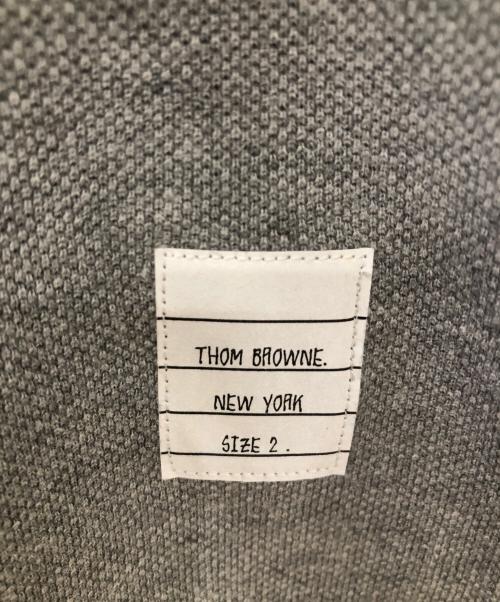 THOM BROWNE.
NEW YORK
SIZE 2 .